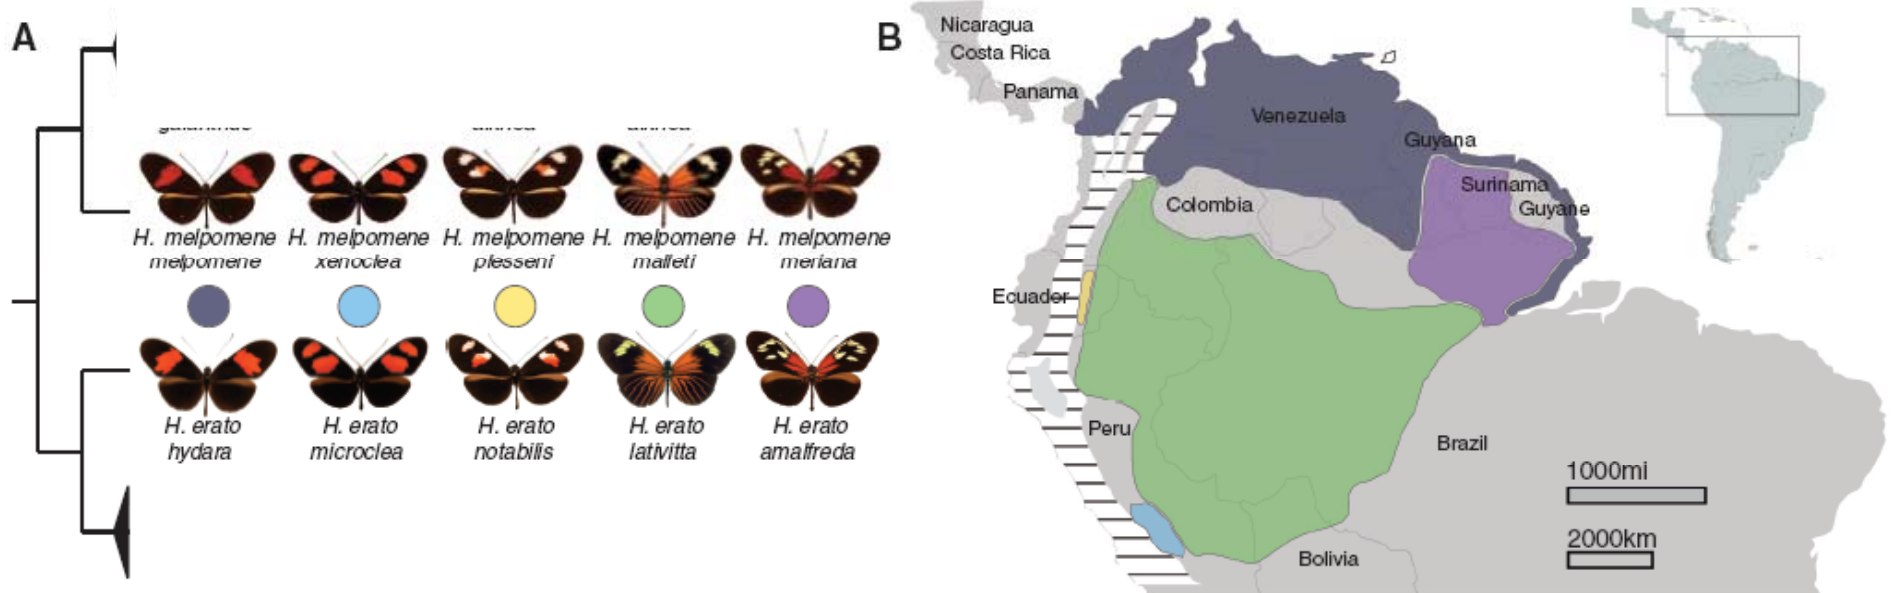 A
H. melpomene melpomene
H. melpomene xenoclea
H. melpomene plesseni
H. melpomene malleti
H. melpomene meriana
H. erato hydara
H. erato microclea
H. erato notabilis
H. erato lativitta
H. erato amalfreda
B
Nicaragua
Costa Rica
Panama
Venezuela
Guyana
Surinama
Guyane
Colombia
Ecuador
Peru
Brazil
Bolivia
1000mi
2000km